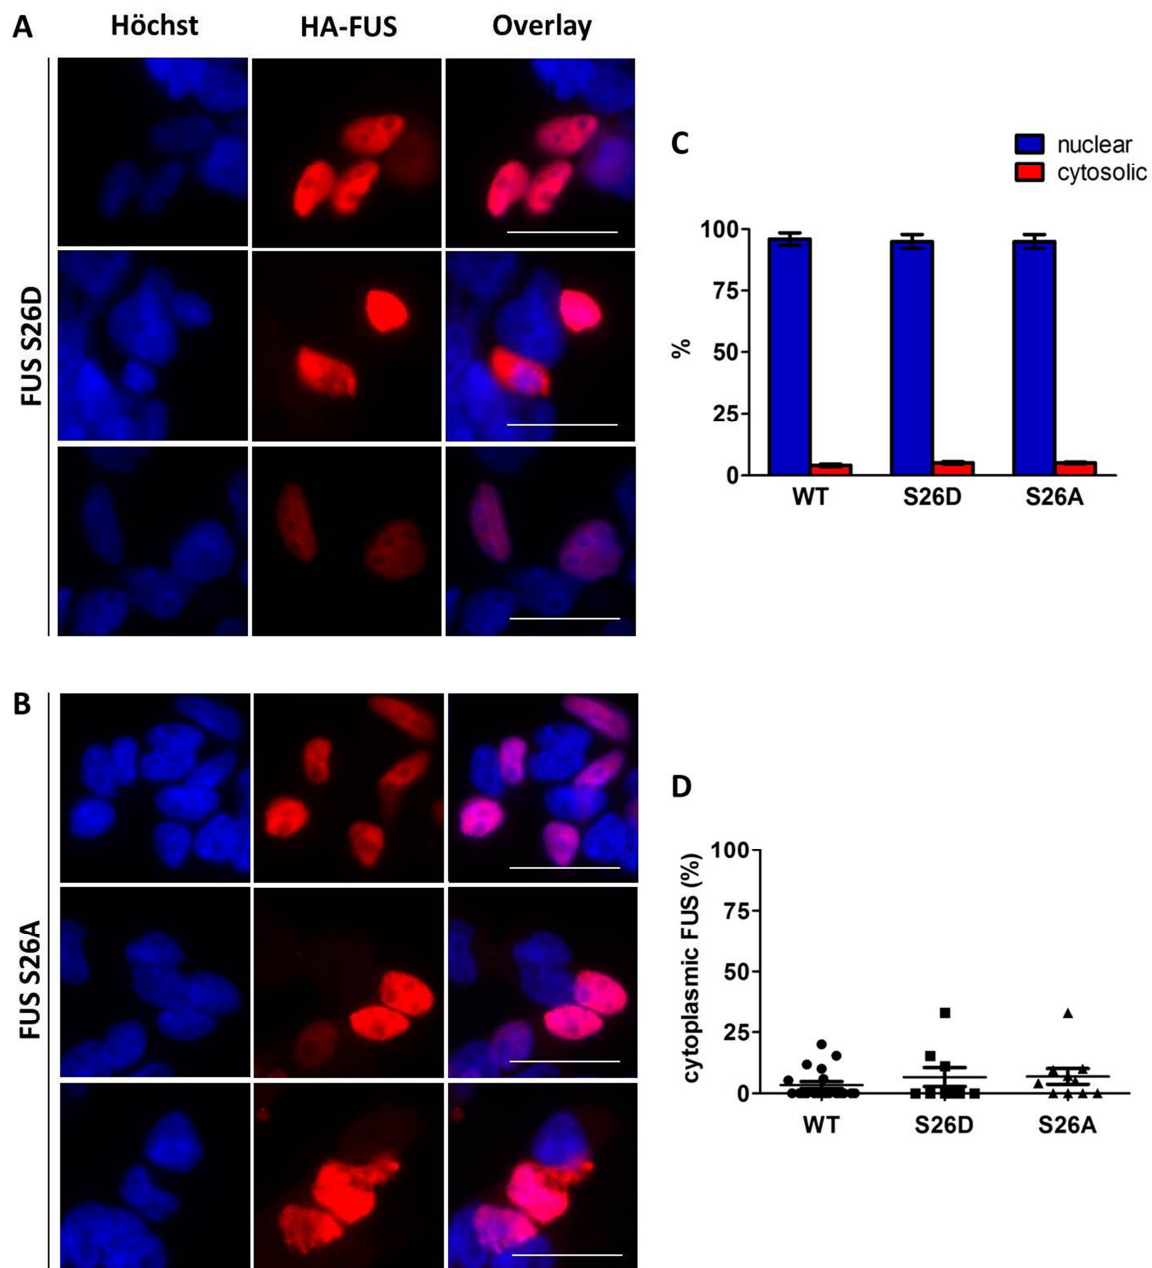 A
Höchst
HA-FUS
Overlay
FUS S26D
B
FUS S26A
C
nuclear
cytosolic
100
75
50
25
0
%
WT
S26D
S26A
D
100
75
50
25
0
cytoplasmic FUS (%)
WT
S26D
S26A